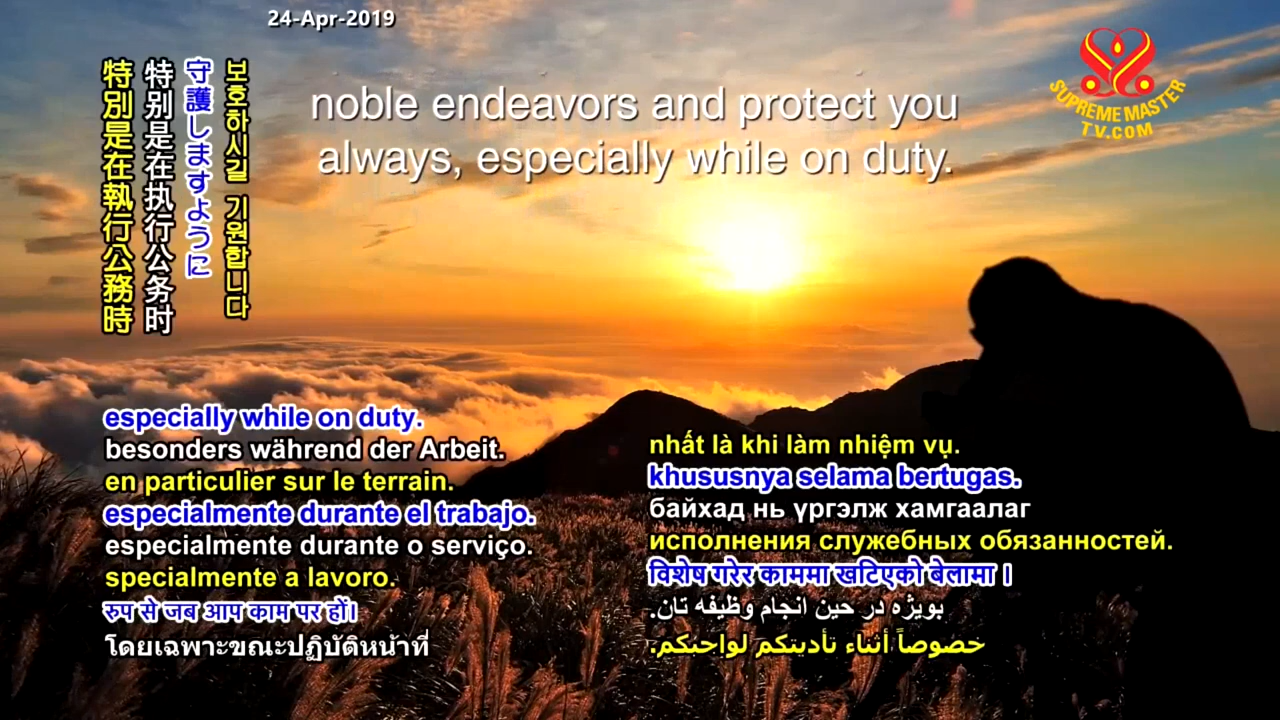 24-Apr-2019
noble endeavors and protect you
always, especially while on duty.
SUPREME MASTER
TV.COM
特別是在執行公務時
特别是在执行公务时
守護しますように
보호하시길 기원합니다
especially while on duty.
besonders während der Arbeit.
en particulier sur le terrain.
especialmente durante el trabajo.
especialmente durante o serviço.
specialmente a lavoro.
रुप से जब आप काम पर हों।
โดยเฉพาะขณะปฏิบัติหน้าที่
nhất là khi làm nhiệm vụ.
khususnya selama bertugas.
байхад нь үргэлж хамгаалаг
исполнения служебных обязанностей.
विशेष गरेर काममा खटिएको बेलामा ।
بویژه در حین انجام وظیفه تان.
خصوصاً أثناء تأديتكم لواجبكم.